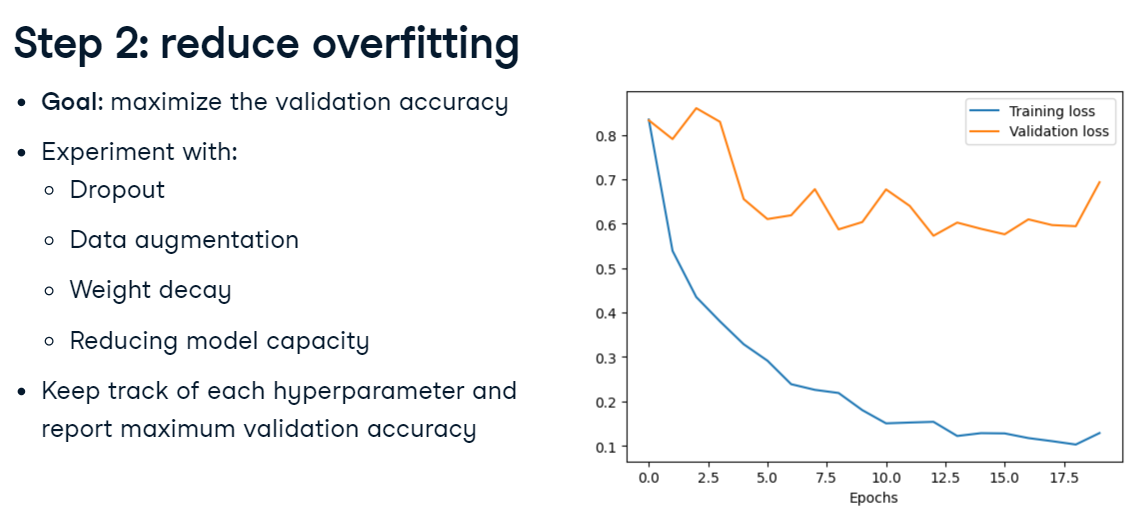 Step 2: reduce overfitting
• Goal: maximize the validation accuracy
• Experiment with:
◦ Dropout
◦ Data augmentation
◦ Weight decay
◦ Reducing model capacity
• Keep track of each hyperparameter and
report maximum validation accuracy
Training loss
Validation loss
0.8
0.7
0.6
0.5
0.4
0.3
0.2
0.1
0.0 2.5 5.0 7.5 10.0 12.5 15.0 17.5
Epochs